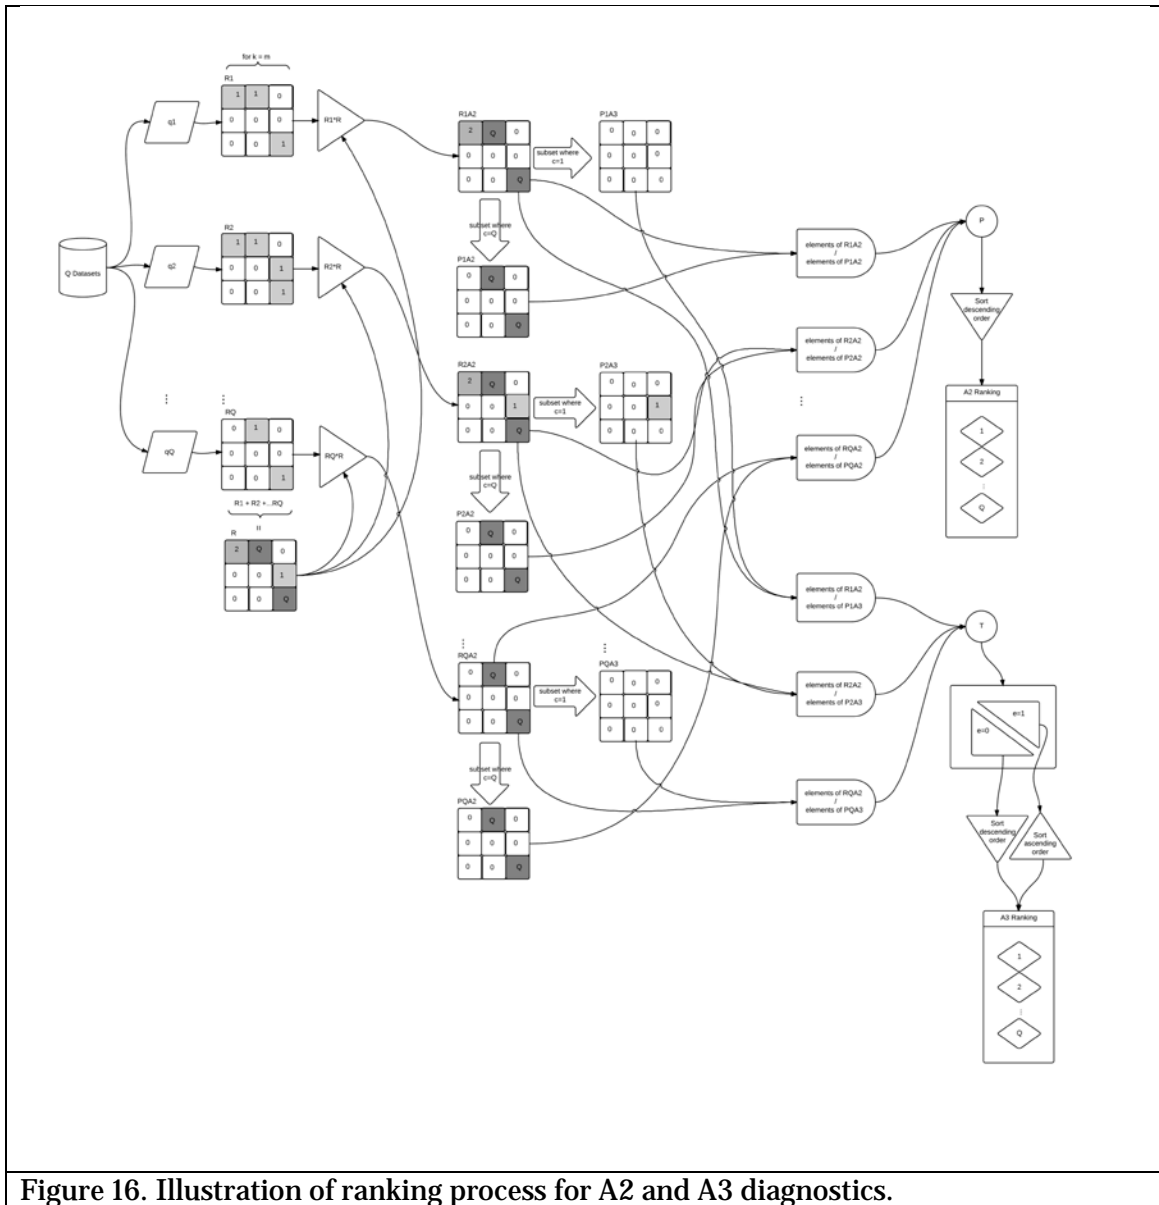 for k = m
R1
1 1 0
0 0 0
0 0 1
q1
R1*R
R1A2
2 Q 0
0 0 0
0 0 Q
subset where
c=1
P1A3
0 0 0
0 0 0
0 0 0
subset where
c=Q
P1A2
0 Q 0
0 0 0
0 0 Q
elements of R1A2
/
elements of P1A2
P
Sort
descending
order
Q Datasets
q2
R2
1 1 0
0 0 1
0 0 1
R2*R
R2A2
2 Q 0
0 0 1
0 0 Q
subset where
c=1
P2A3
0 0 0
0 0 1
0 0 0
subset where
c=Q
P2A2
0 Q 0
0 0 0
0 0 Q
elements of R2A2
/
elements of P2A2
...
elements of RQA2
/
elements of PQA2
A2 Ranking
1
2
...
Q
... ...
qQ
RQ
0 1 0
0 0 0
0 0 1
RQ*R
R1 + R2 +...RQ
=
R
2 Q 0
0 0 1
0 0 Q
...
RQA2
0 Q 0
0 0 0
0 0 Q
subset where
c=1
...
PQA3
0 0 0
0 0 0
0 0 0
subset where
c=Q
PQA2
0 Q 0
0 0 0
0 0 Q
elements of R1A2
/
elements of P1A3
elements of R2A2
/
elements of P2A3
elements of RQA2
/
elements of PQA3
T
e=1
e=0
Sort
descending
order
Sort
ascending
order
A3 Ranking
1
2
...
Q
Figure 16. Illustration of ranking process for A2 and A3 diagnostics.